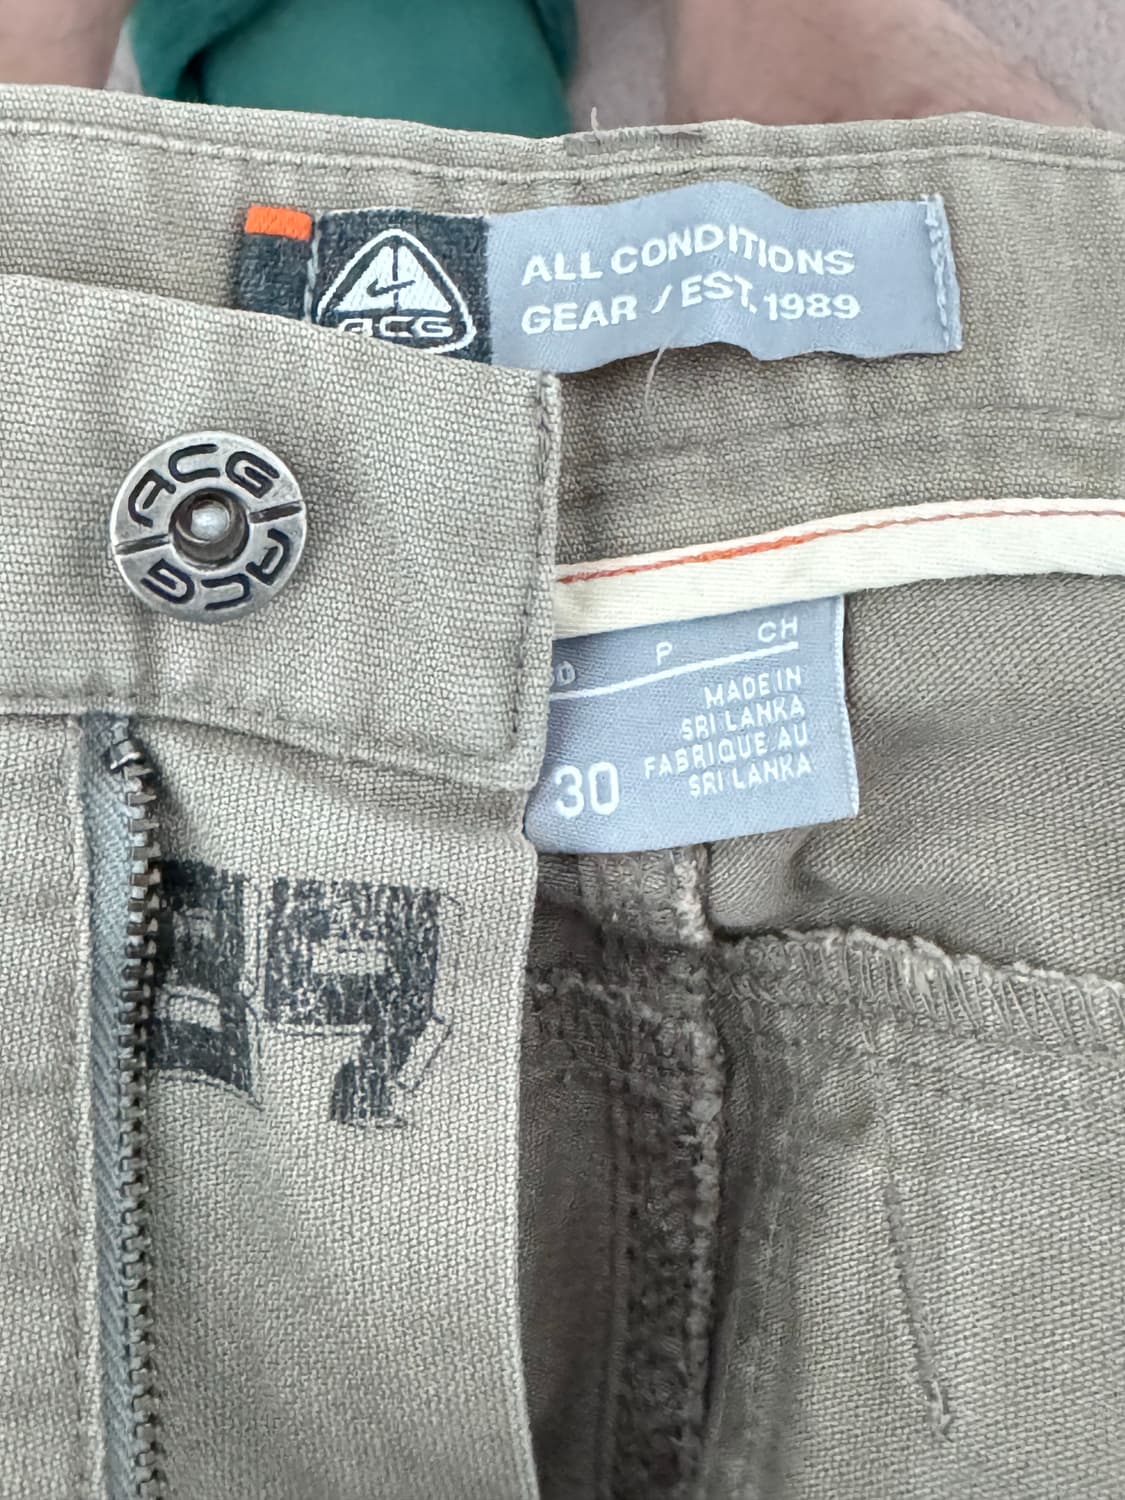 ALL CONDITIONS
GEAR / EST. 1989
ACG
ACG
ACG
P CH
MADE IN
SRI LANKA
FABRIQUE AU
SRI LANKA
30